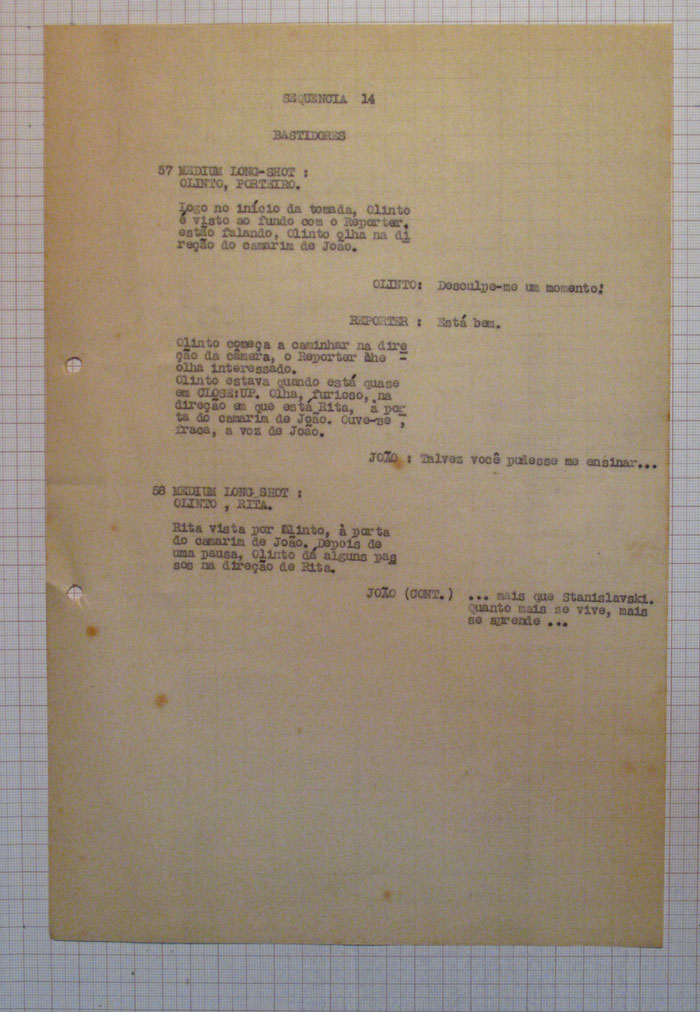 SEQUENCIA 14
BASTIDORES
57 MEDIUM LONG-SHOT :
OLINTO, PORTEIRO.
Logo no início da tomada, Olinto
é visto ao fundo com o Reporter.
estão falando, Olinto olha na di
reção do camarim de João.
OLINTO: Desculpe-me um momento!
REPORTER : Está bem.
Olinto começa a caminhar na dire
ção da câmera, o Reporter lhe -
olha interessado.
Olinto estava quando está quase
em CLOSE:UP. Olha, furioso, na
direção em que está Rita, à por
ta do camarim de João. Ouve-se ,
fraca, a voz de João.
JOÃO : Talvez você pudesse me ensinar...
58 MEDIUM LONG SHOT :
OLINTO , RITA.
Rita vista por Olinto, à porta
do camarim de João. Depois de
uma pausa, Olinto dá alguns pas
sos na direção de Rita.
JOÃO (CONT.) ... mais que Stanislavski.
Quanto mais se vive, mais
se aprende ...